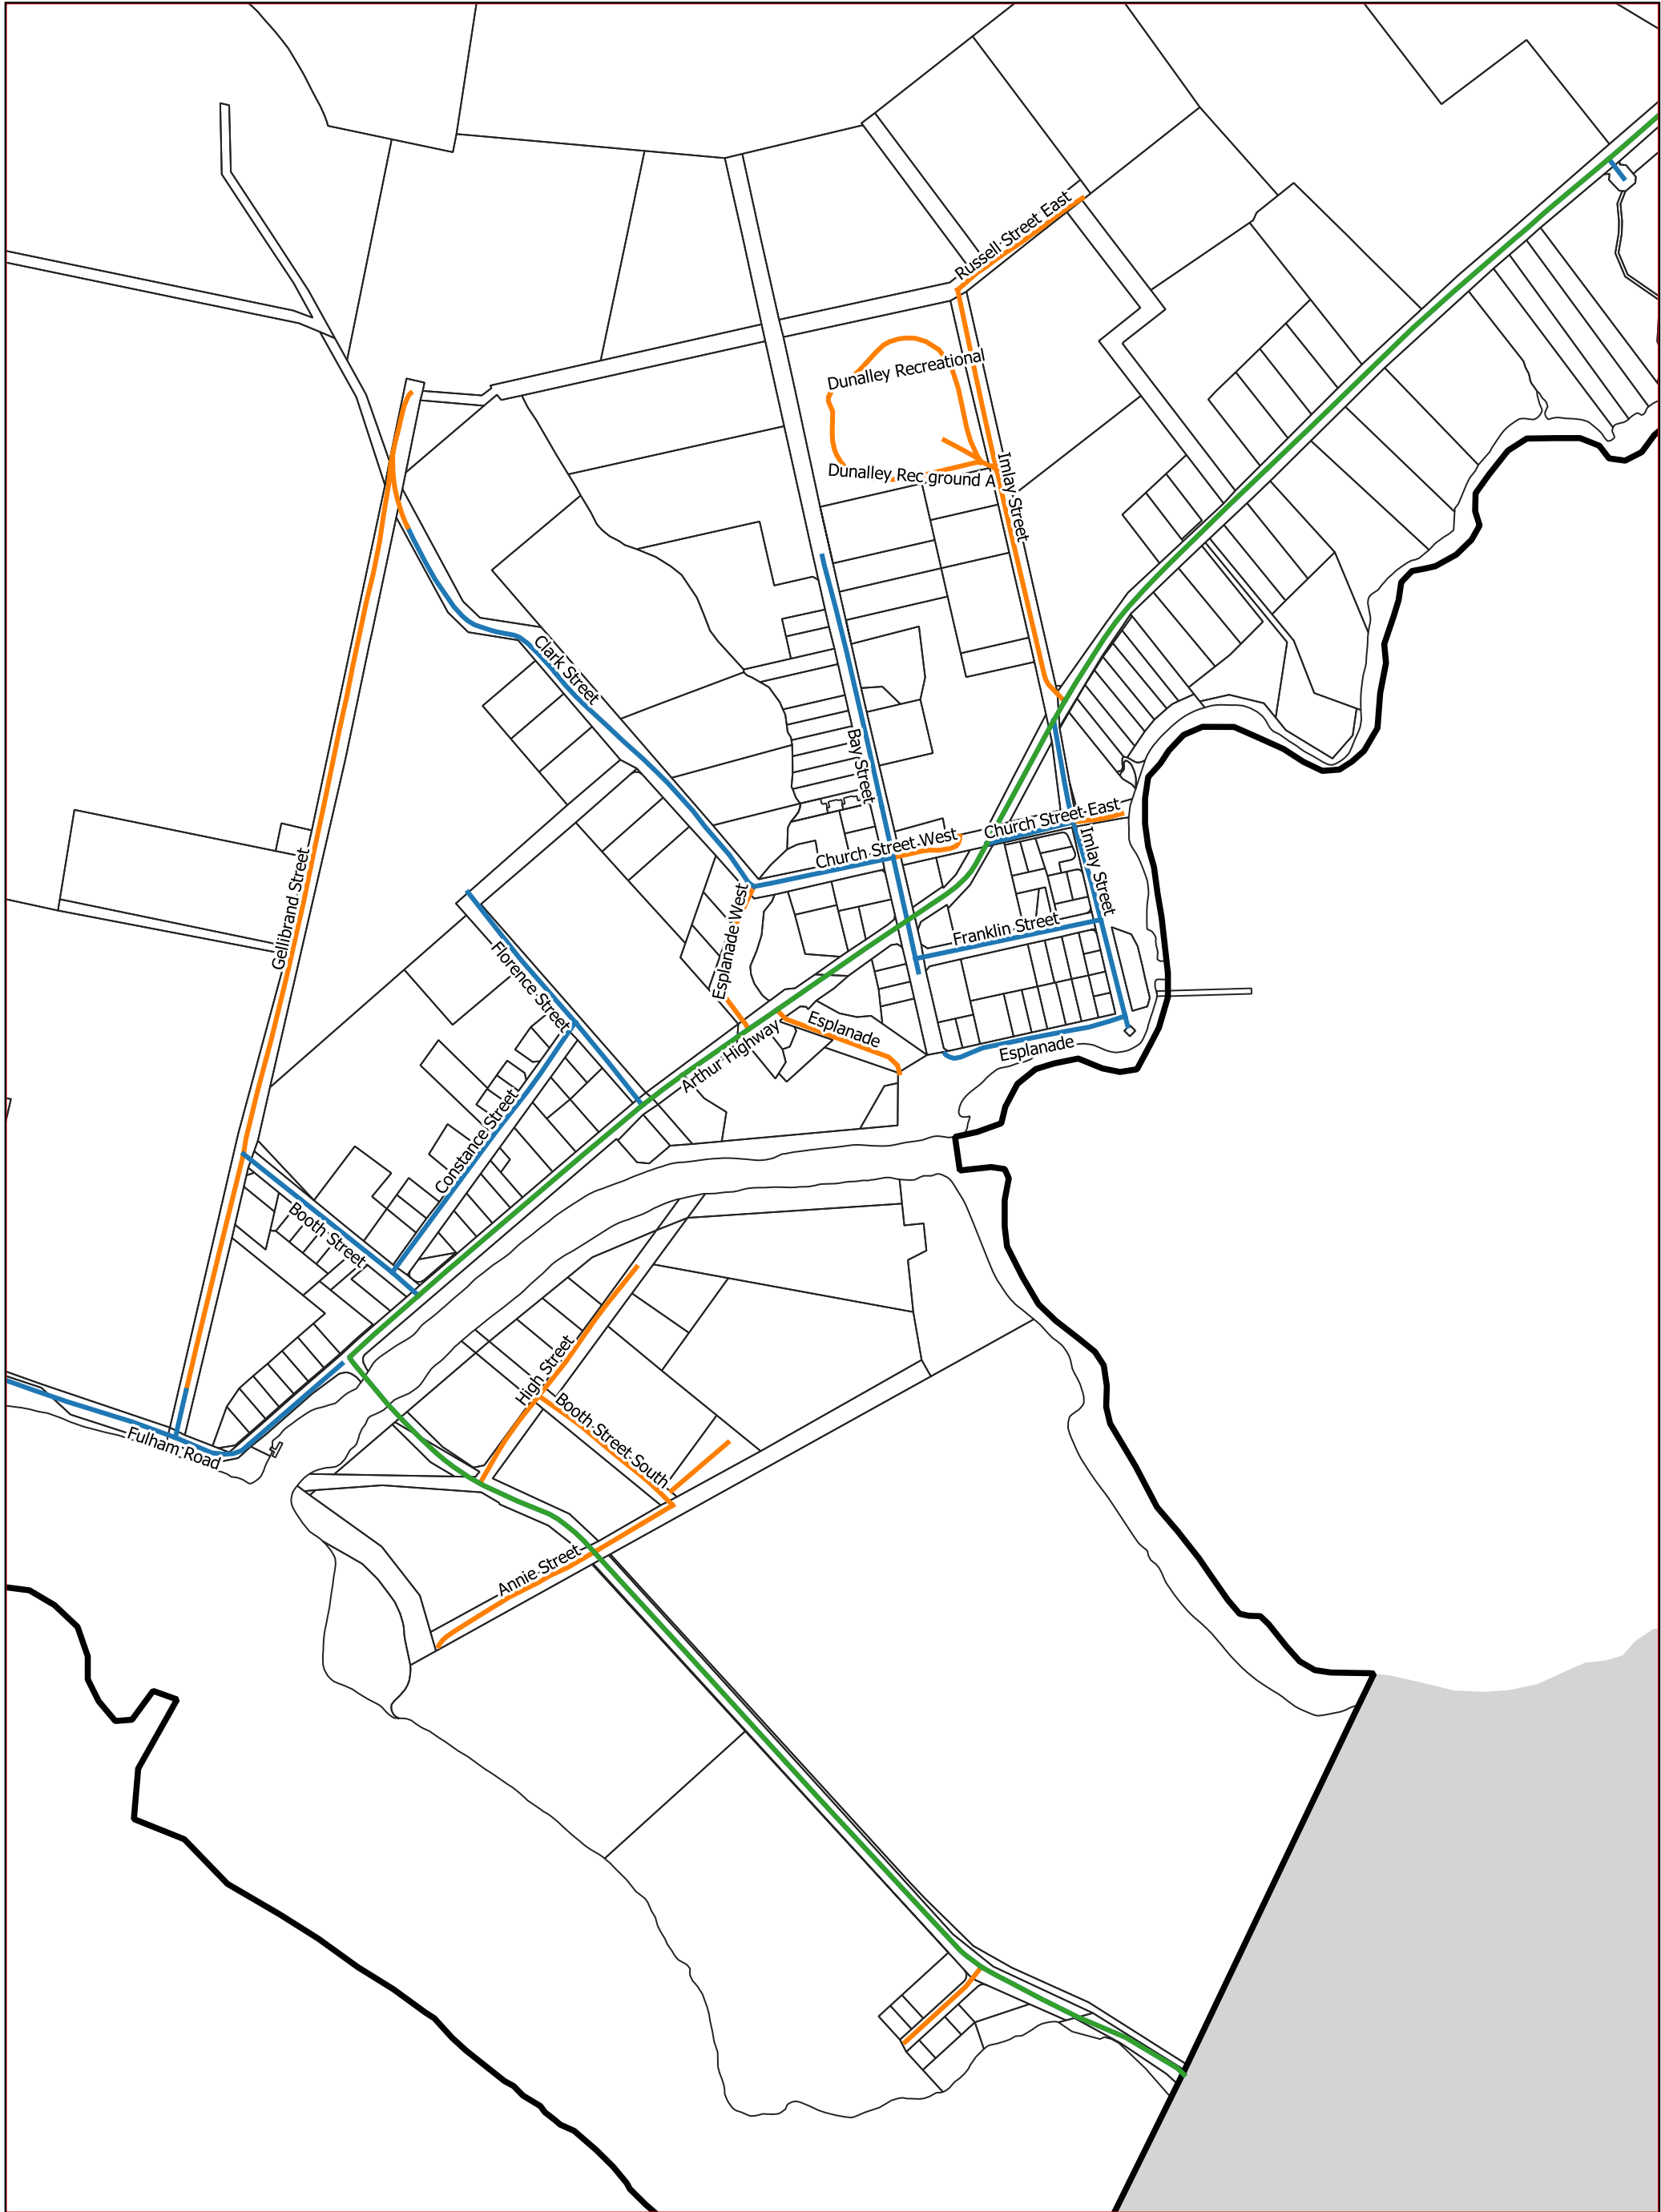 Russell Street East
Dunalley Recreational
Dunalley Rec ground A
Imlay Street
Clark Street
Bay Street
Church Street East
Church Street West
Imlay Street
Gellibrand Street
Esplanade West
Franklin Street
Florence Street
Esplanade
Esplanade
Arthur Highway
Constance Street
Booth Street
High Street
Booth Street South
Fulham Road
Annie Street